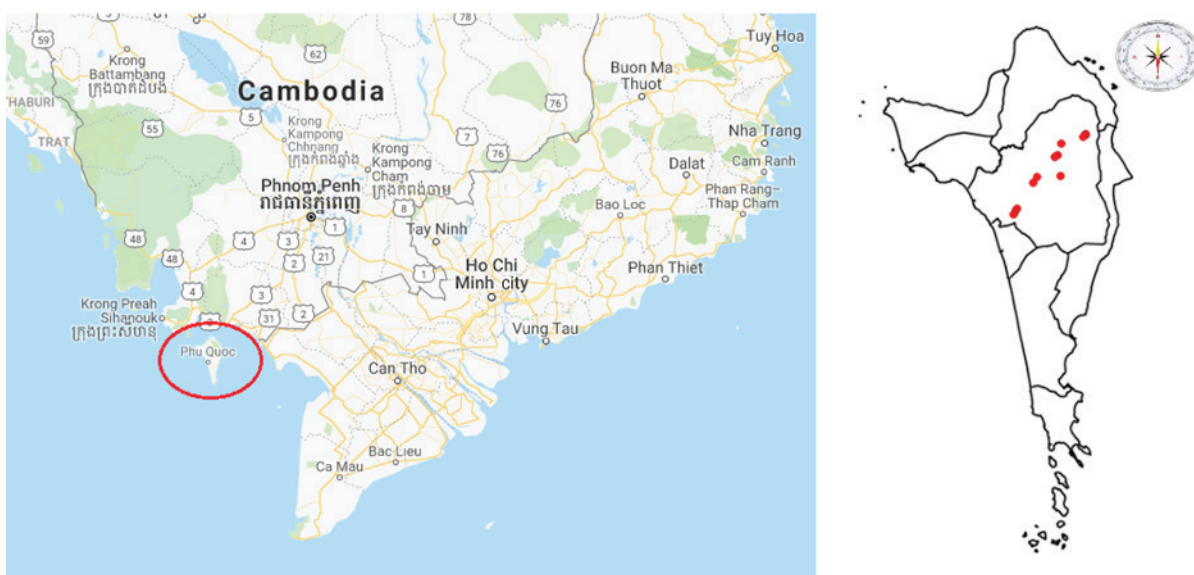 59
Krong
Battambang
ក្រុងបាត់ដំបង
62
78
Tuy Hoa
Buon Ma
Thuot
THABURI
TRAT
55
Cambodia
5
Krong
Kampong
Chhnang
ក្រុងកំពង់ឆ្នាំង
Krong
Kampong
Cham
ក្រុងកំពង់ចាម
7
76
76
Nha Trang
Dalat
Cam Ranh
Phnom Penh
រាជធានីភ្នំពេញ
8
1
Phan Rang–
Thap Cham
Bao Loc
Tay Ninh
48
48
4
3
2
21
1
Ho Chi
Minh city
Phan Thiet
4
3
2
31
Krong Preah
Sihanouk
ក្រុងព្រះសីហនុ
Vung Tau
Phu Quoc
Can Tho
Bac Lieu
Ca Mau